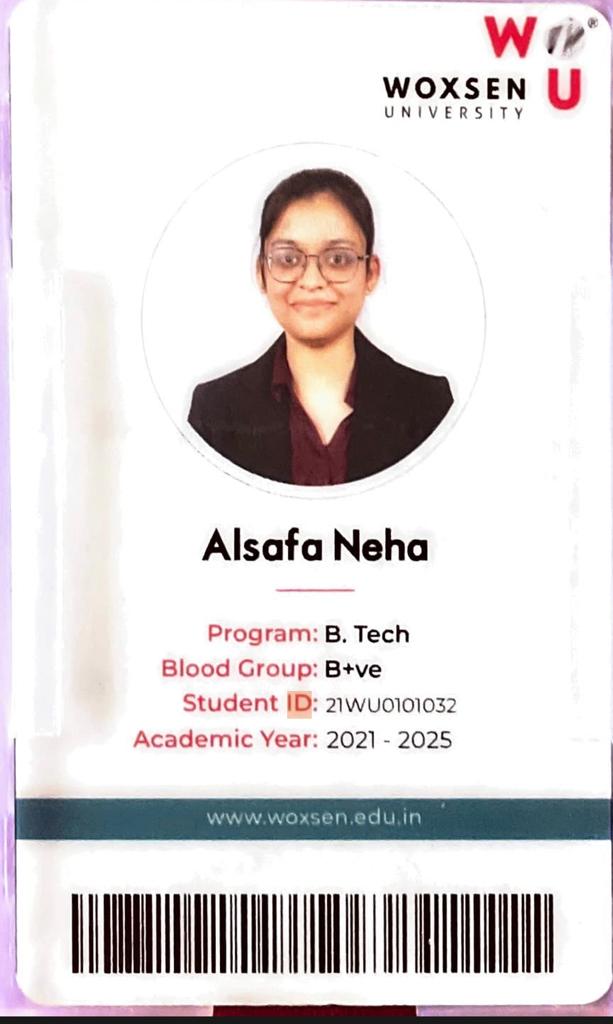 W ®
WOXSEN U
UNIVERSITY
Alsafa Neha
Program: B. Tech
Blood Group: B+ve
Student ID: 21WU0101032
Academic Year: 2021 - 2025
www.woxsen.edu.in